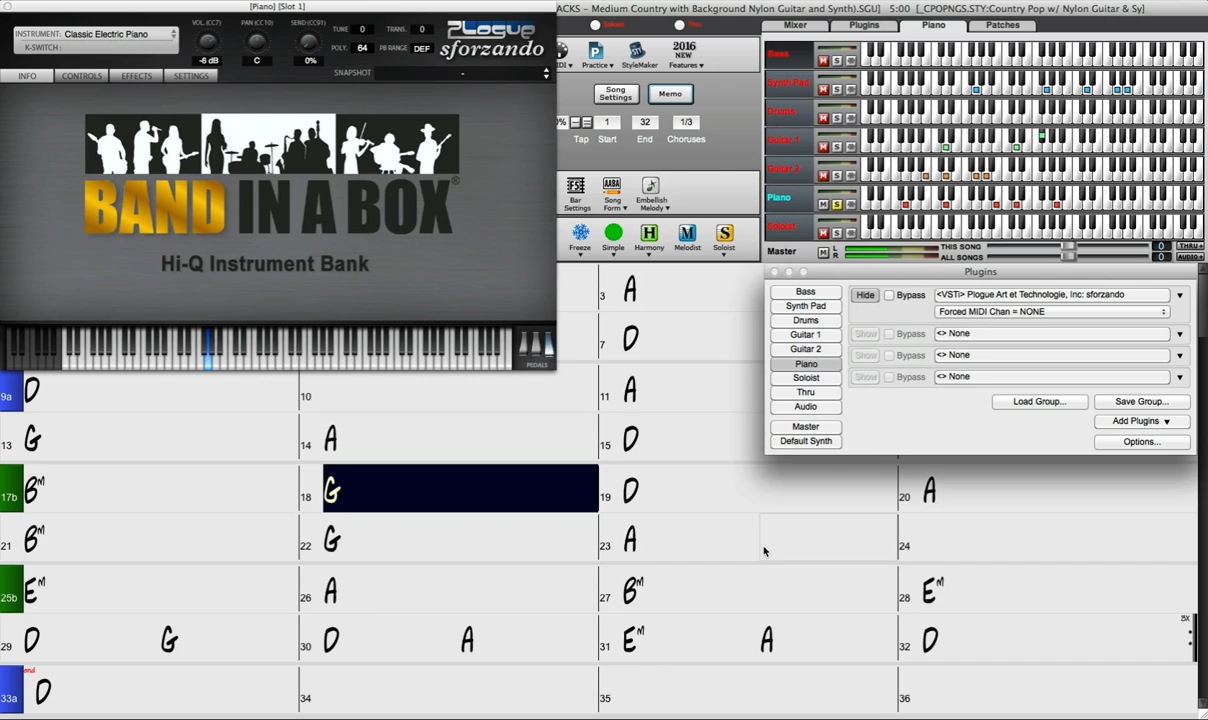 [Piano] [Slot 1]
ACKS - Medium Country with Background Nylon Guitar and Synth).SGU] 5:00 [_CPOPNGS.STY:Country Pop w/ Nylon Guitar & Sy]
INSTRUMENT: Classic Electric Piano
K-SWITCH:
VOL (CC7) PAN (CC10) SEND (CC91)
-6 dB C 0%
TUNE 0 TRANS. 0
POLY. 64 PB RANGE DEF
PLOGUE
sforzando
INFO CONTROLS EFFECTS SETTINGS
SNAPSHOT -
BAND IN A BOX®
Hi-Q Instrument Bank
PEDALS
Thru
Practice StyleMaker 2016 Features
Song Settings Memo
0% 1 32 1/3
Tap Start End Choruses
Bar Settings Song Form Embellish Melody
Freeze Simple Harmony Melodist Soloist
Mixer Plugins Piano Patches
Bass M S
Synth Pad M S
Drums M S
Guitar 1 M S
Guitar 2 M S
Piano M S
Soloist M S
Master M L R THIS SONG 0 THRU+
ALL SONGS 0 AUDIO+
Plugins
Bass
Synth Pad
Drums
Guitar 1
Guitar 2
Piano
Soloist
Thru
Audio
Master
Default Synth
Hide Bypass <VSTi> Plogue Art et Technologie, Inc: sforzando
Forced MIDI Chan = NONE
Show Bypass <> None
Show Bypass <> None
Show Bypass <> None
Load Group... Save Group...
Add Plugins
Options...
3 A
7 D
9a D 10 11 A
13 G 14 A 15 D
17b Bm 18 G 19 D 20 A
21 Bm 22 G 23 A 24
25b Em 26 A 27 Bm 28 Em
29 D G 30 D A 31 Em A 32 D 3X
end
33a D 34 35 36